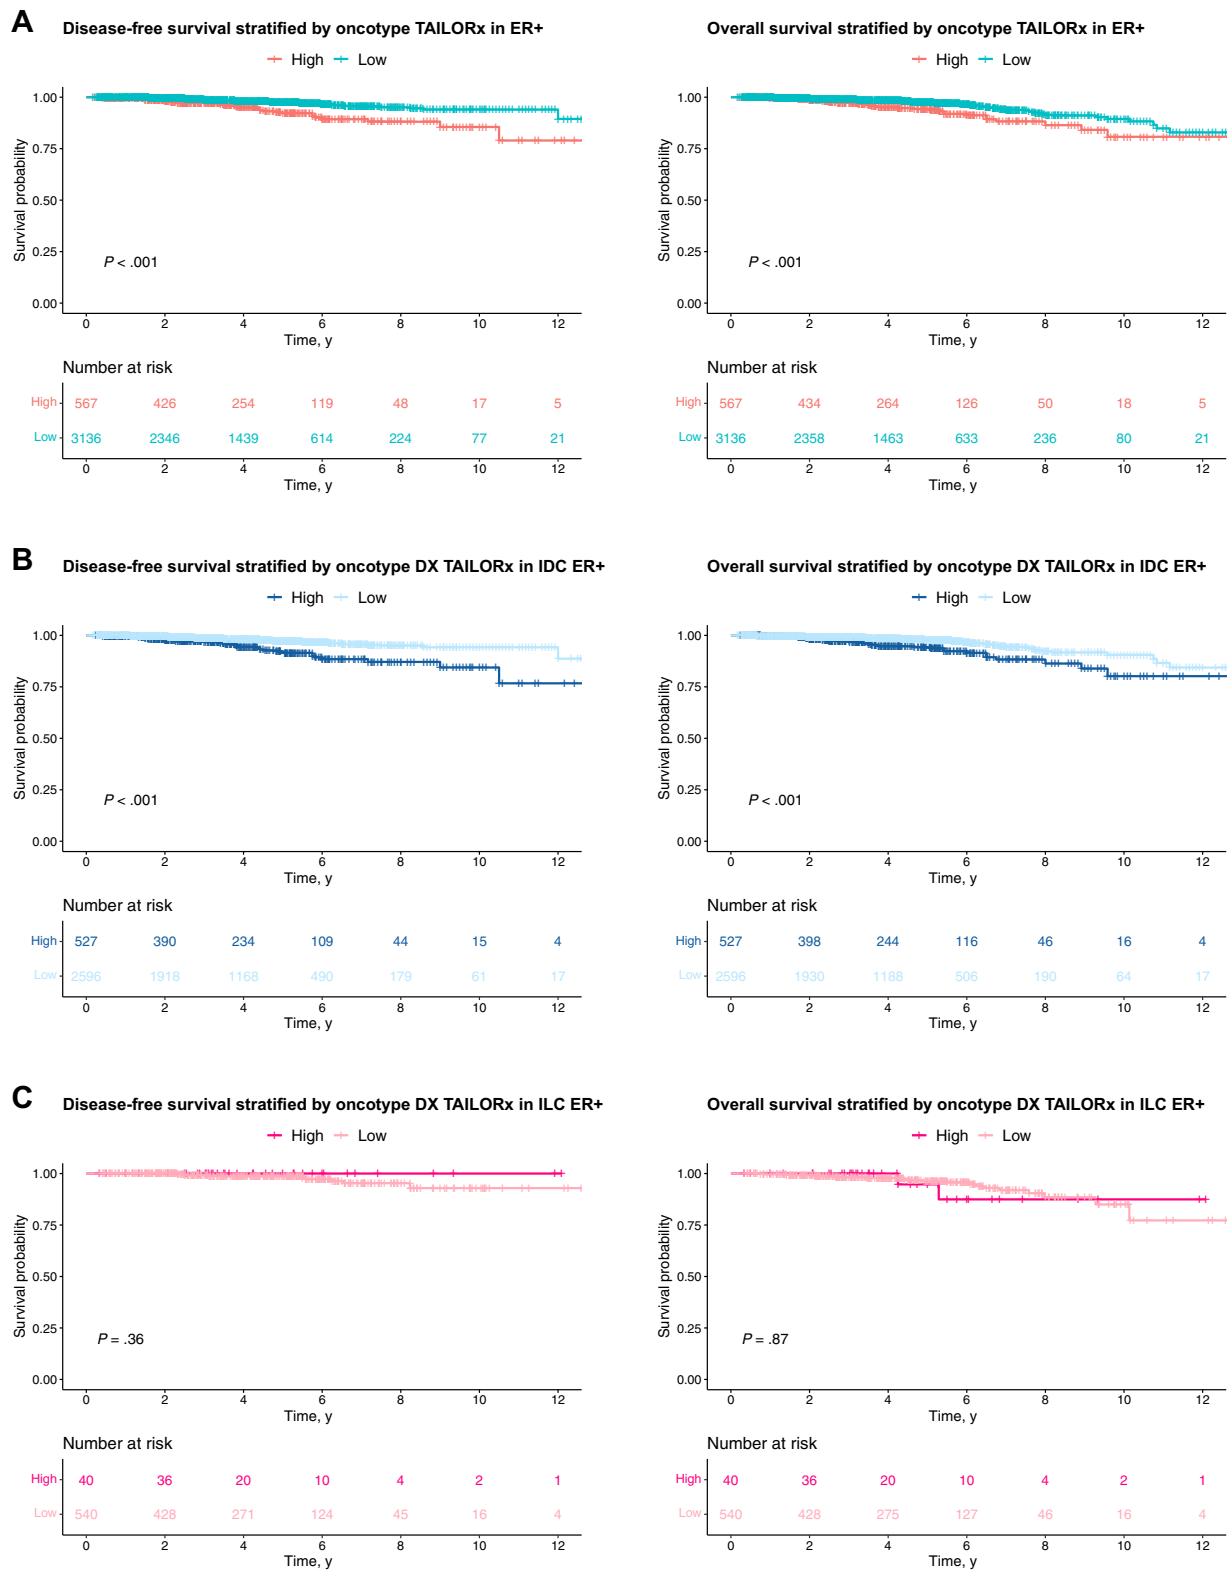 A
Disease-free survival stratified by oncotype TAILORx in ER+
High Low
Survival probability
1.00
0.75
0.50
0.25
0.00
P < .001
0 2 4 6 8 10 12
Time, y
Number at risk
High 567 426 254 119 48 17 5
Low 3136 2346 1439 614 224 77 21
0 2 4 6 8 10 12
Time, y
Overall survival stratified by oncotype TAILORx in ER+
High Low
Survival probability
1.00
0.75
0.50
0.25
0.00
P < .001
0 2 4 6 8 10 12
Time, y
Number at risk
High 567 434 264 126 50 18 5
Low 3136 2358 1463 633 236 80 21
0 2 4 6 8 10 12
Time, y
B
Disease-free survival stratified by oncotype DX TAILORx in IDC ER+
High Low
Survival probability
1.00
0.75
0.50
0.25
0.00
P < .001
0 2 4 6 8 10 12
Time, y
Number at risk
High 527 390 234 109 44 15 4
Low 2596 1918 1168 490 179 61 17
0 2 4 6 8 10 12
Time, y
Overall survival stratified by oncotype DX TAILORx in IDC ER+
High Low
Survival probability
1.00
0.75
0.50
0.25
0.00
P < .001
0 2 4 6 8 10 12
Time, y
Number at risk
High 527 398 244 116 46 16 4
Low 2596 1930 1188 506 190 64 17
0 2 4 6 8 10 12
Time, y
C
Disease-free survival stratified by oncotype DX TAILORx in ILC ER+
High Low
Survival probability
1.00
0.75
0.50
0.25
0.00
P = .36
0 2 4 6 8 10 12
Time, y
Number at risk
High 40 36 20 10 4 2 1
Low 540 428 271 124 45 16 4
0 2 4 6 8 10 12
Time, y
Overall survival stratified by oncotype DX TAILORx in ILC ER+
High Low
Survival probability
1.00
0.75
0.50
0.25
0.00
P = .87
0 2 4 6 8 10 12
Time, y
Number at risk
High 40 36 20 10 4 2 1
Low 540 428 275 127 46 16 4
0 2 4 6 8 10 12
Time, y